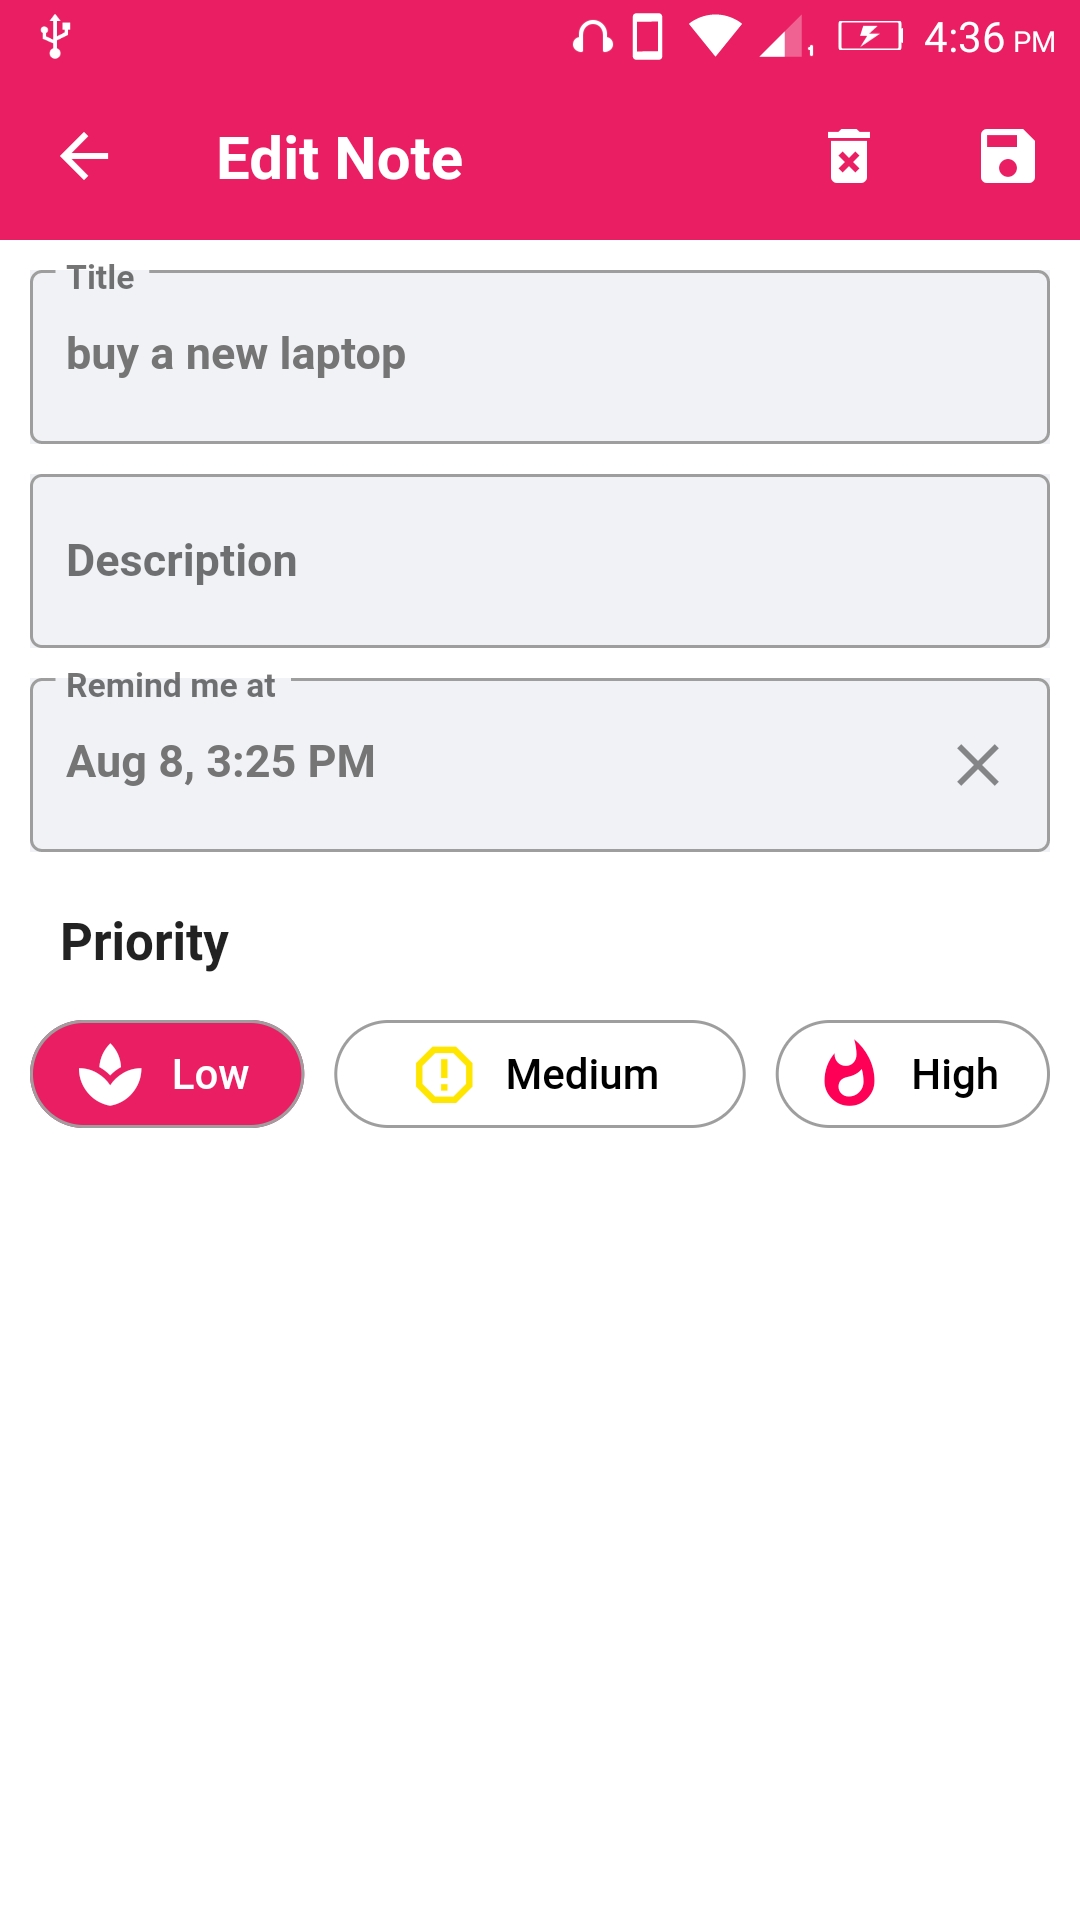 4:36 PM
Edit Note
Title
buy a new laptop
Description
Remind me at
Aug 8, 3:25 PM
Priority
Low
Medium
High